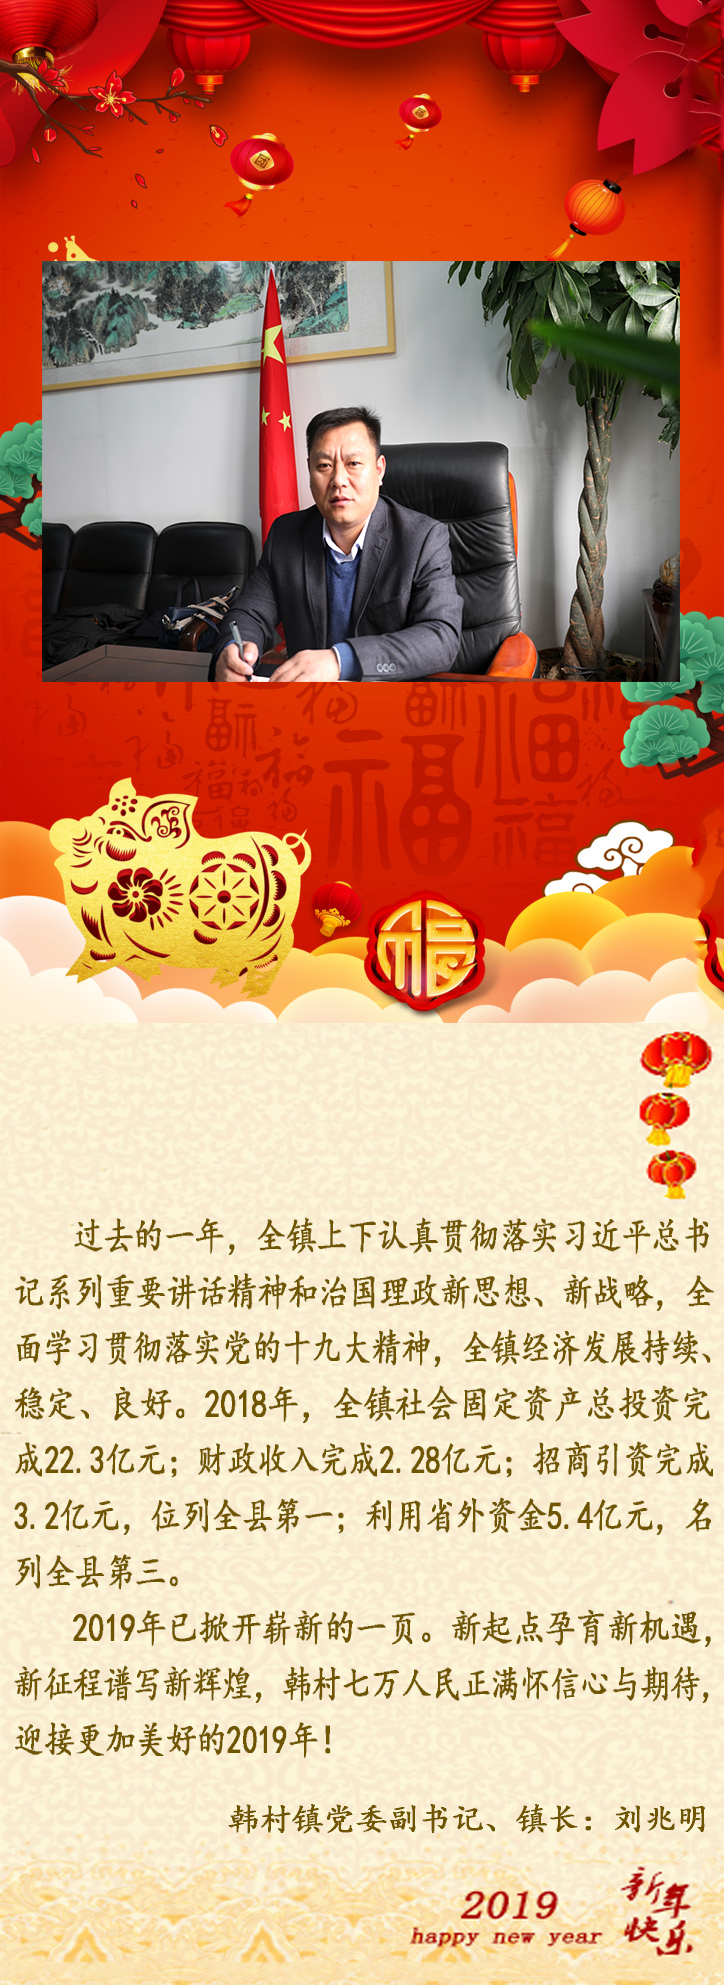 福
过去的一年，全镇上下认真贯彻落实习近平总书
记系列重要讲话精神和治国理政新思想、新战略，全
面学习贯彻落实党的十九大精神，全镇经济发展持续、
稳定、良好。2018年，全镇社会固定资产总投资完
成22.3亿元；财政收入完成2.28亿元；招商引资完成
3.2亿元，位列全县第一；利用省外资金5.4亿元，名
列全县第三。
2019年已掀开崭新的一页。新起点孕育新机遇，
新征程谱写新辉煌，韩村七万人民正满怀信心与期待，
迎接更加美好的2019年！
韩村镇党委副书记、镇长：刘兆明
2019
happy new year
新年
快乐